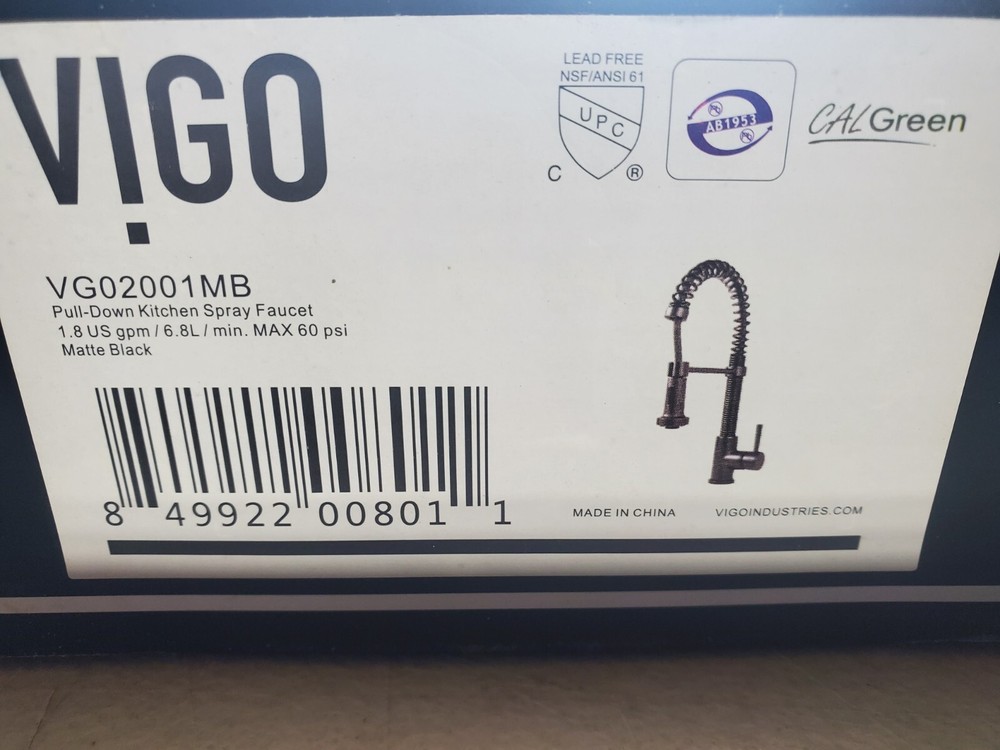 VIGO
LEAD FREE
NSF/ANSI 61
UPC
C ®
AB1953
CALGreen
VG02001MB
Pull-Down Kitchen Spray Faucet
1.8 US gpm / 6.8L / min. MAX 60 psi
Matte Black
8 49922 00801 1
MADE IN CHINA
VIGOINDUSTRIES.COM